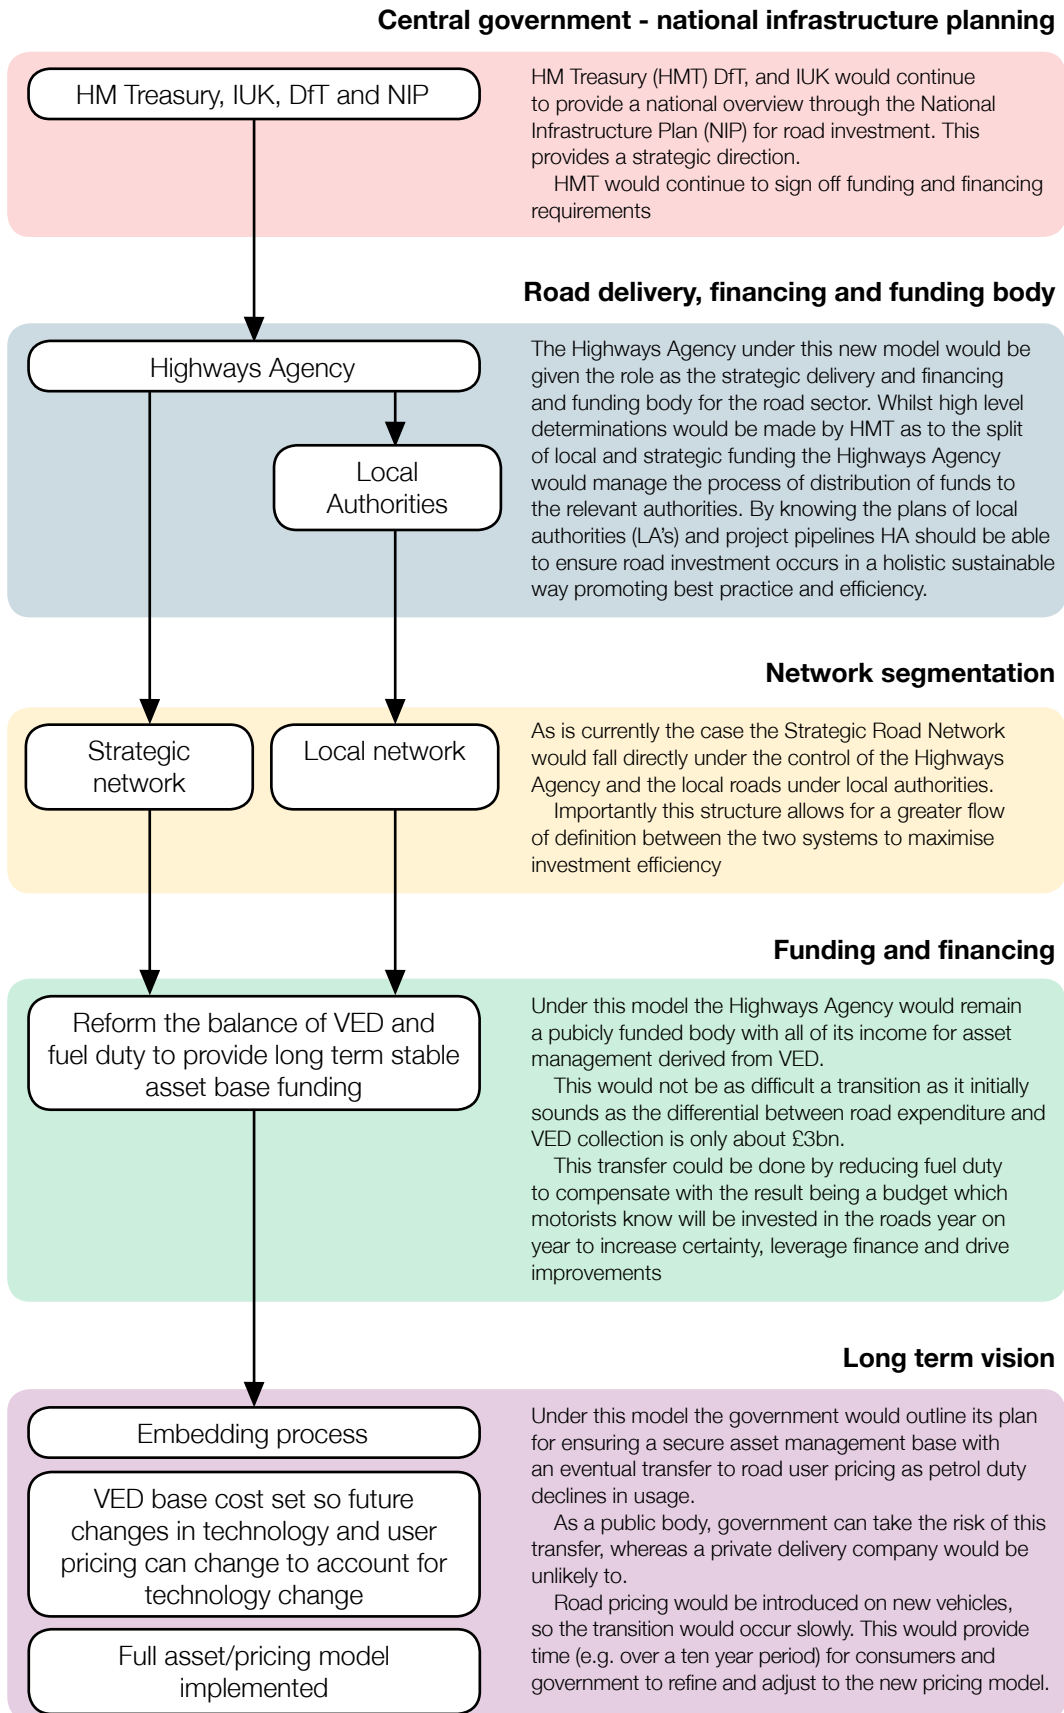 Central government - national infrastructure planning
HM Treasury, IUK, DfT and NIP
HM Treasury (HMT) DfT, and IUK would continue
to provide a national overview through the National
Infrastructure Plan (NIP) for road investment. This
provides a strategic direction.
HMT would continue to sign off funding and financing
requirements
Road delivery, financing and funding body
Highways Agency
Local
Authorities
The Highways Agency under this new model would be
given the role as the strategic delivery and financing
and funding body for the road sector. Whilst high level
determinations would be made by HMT as to the split
of local and strategic funding the Highways Agency
would manage the process of distribution of funds to
the relevant authorities. By knowing the plans of local
authorities (LA's) and project pipelines HA should be able
to ensure road investment occurs in a holistic sustainable
way promoting best practice and efficiency.
Network segmentation
Strategic
network
Local network
As is currently the case the Strategic Road Network
would fall directly under the control of the Highways
Agency and the local roads under local authorities.
Importantly this structure allows for a greater flow
of definition between the two systems to maximise
investment efficiency
Funding and financing
Reform the balance of VED and
fuel duty to provide long term stable
asset base funding
Under this model the Highways Agency would remain
a pubicly funded body with all of its income for asset
management derived from VED.
This would not be as difficult a transition as it initially
sounds as the differential between road expenditure and
VED collection is only about £3bn.
This transfer could be done by reducing fuel duty
to compensate with the result being a budget which
motorists know will be invested in the roads year on
year to increase certainty, leverage finance and drive
improvements
Long term vision
Embedding process
VED base cost set so future
changes in technology and user
pricing can change to account for
technology change
Full asset/pricing model
implemented
Under this model the government would outline its plan
for ensuring a secure asset management base with
an eventual transfer to road user pricing as petrol duty
declines in usage.
As a public body, government can take the risk of this
transfer, whereas a private delivery company would be
unlikely to.
Road pricing would be introduced on new vehicles,
so the transition would occur slowly. This would provide
time (e.g. over a ten year period) for consumers and
government to refine and adjust to the new pricing model.